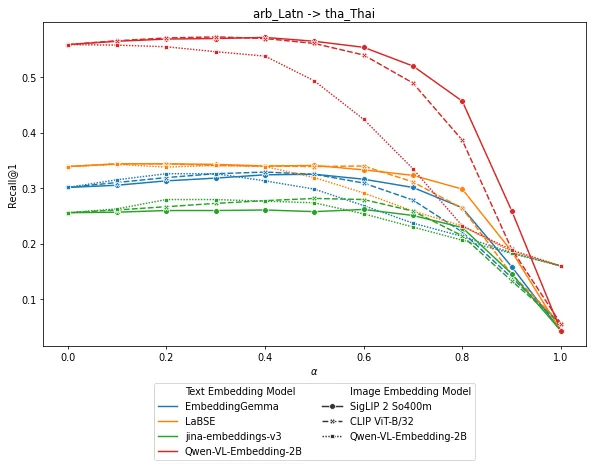 arb_Latn -> tha_Thai
Recall@1
0.5
0.4
0.3
0.2
0.1
0.0 0.2 0.4 0.6 0.8 1.0
α
Text Embedding Model
EmbeddingGemma
LaBSE
jina-embeddings-v3
Qwen-VL-Embedding-2B
Image Embedding Model
SigLIP 2 So400m
CLIP ViT-B/32
Qwen-VL-Embedding-2B